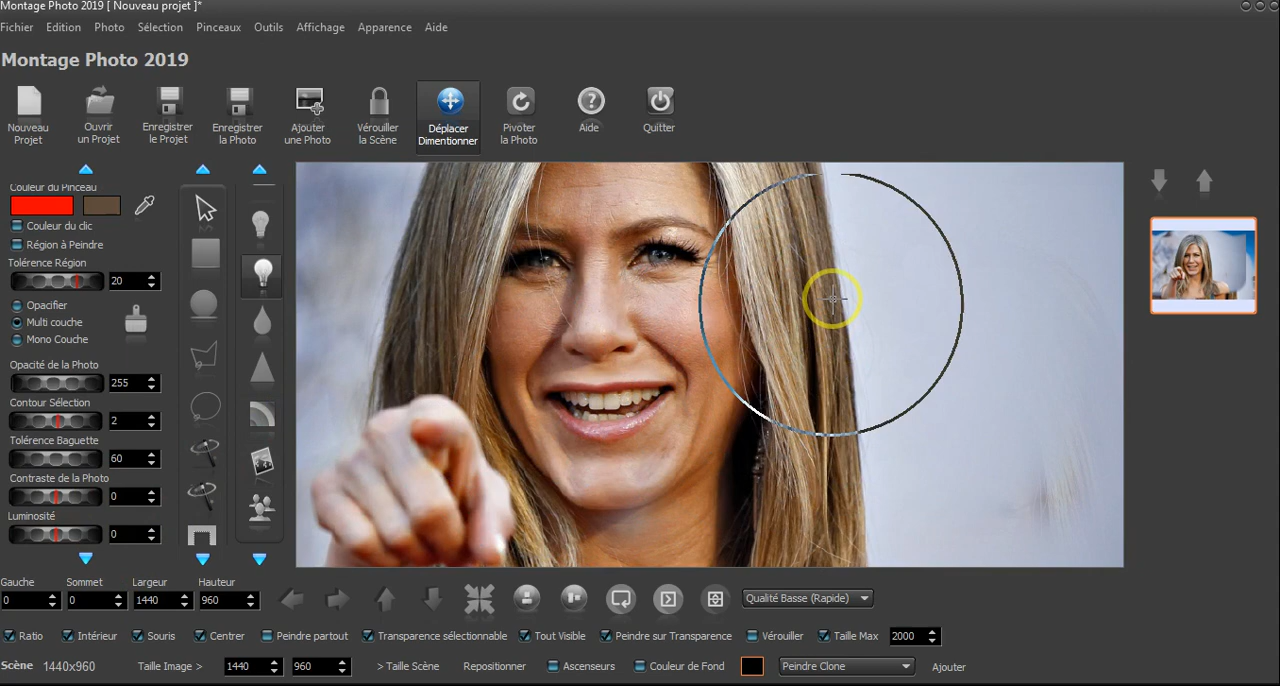 Montage Photo 2019 [ Nouveau projet ]*
Fichier Edition Photo Sélection Pinceaux Outils Affichage Apparence Aide
Montage Photo 2019
Nouveau Projet
Ouvrir un Projet
Enregistrer le Projet
Enregistrer la Photo
Ajouter une Photo
Vérouiller la Scène
Déplacer Dimentionner
Pivoter la Photo
Aide
Quitter
Couleur du Pinceau
Couleur du clic
Région à Peindre
Tolérence Région
20
Opacifier
Multi couche
Mono Couche
Opacité de la Photo
255
Contour Sélection
2
Tolérence Baguette
60
Contraste de la Photo
0
Luminosité
0
Gauche Sommet Largeur Hauteur
0 0 1440 960
Qualité Basse (Rapide)
Ratio Intérieur Souris Centrer Peindre partout Transparence sélectionnable Tout Visible Peindre sur Transparence Vérouiller Taille Max 2000
Scène 1440x960 Taille Image > 1440 960 > Taille Scène Repositionner Ascenseurs Couleur de Fond Peindre Clone Ajouter